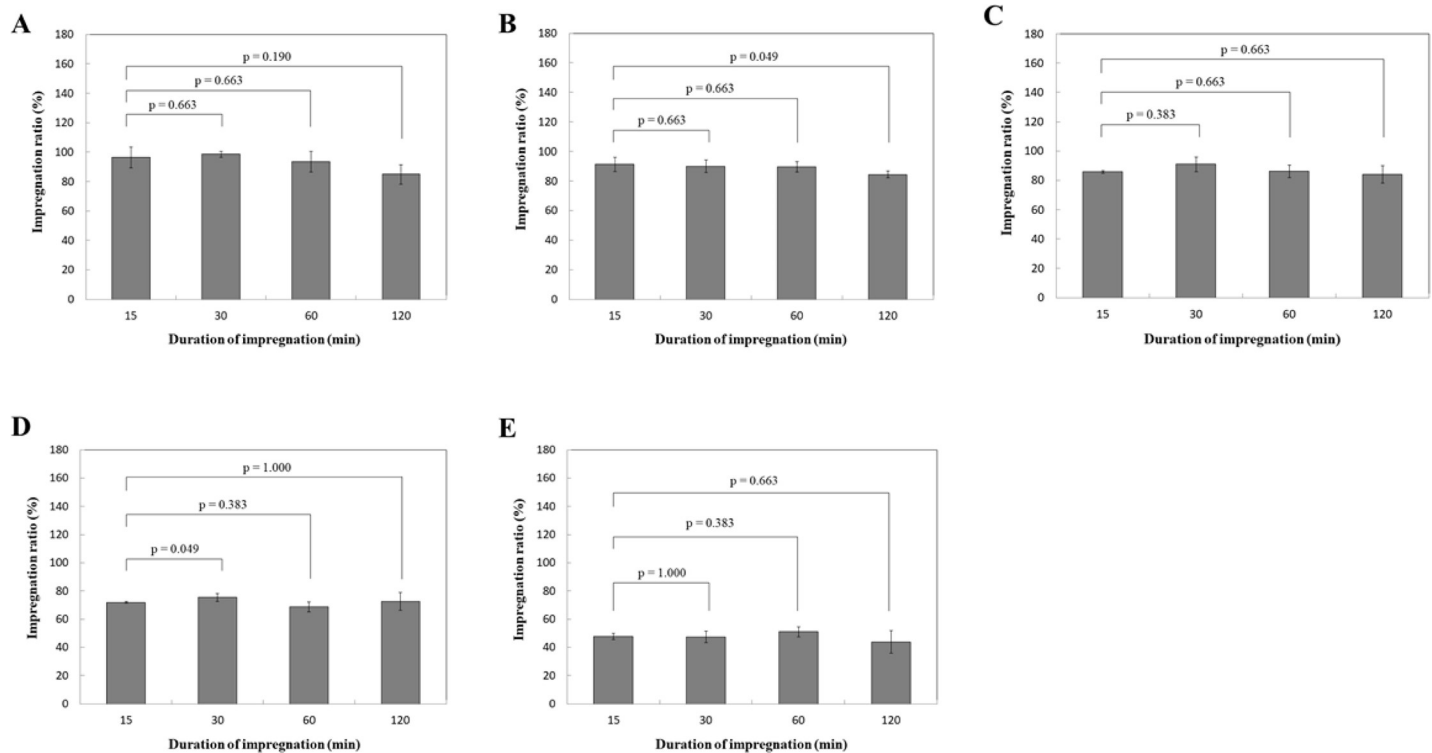 A
Impregnation ratio (%)
180
160
140
120
100
80
60
40
20
0
p = 0.190
p = 0.663
p = 0.663
15 30 60 120
Duration of impregnation (min)
B
Impregnation ratio (%)
180
160
140
120
100
80
60
40
20
0
p = 0.049
p = 0.663
p = 0.663
15 30 60 120
Duration of impregnation (min)
C
Impregnation ratio (%)
180
160
140
120
100
80
60
40
20
0
p = 0.663
p = 0.663
p = 0.383
15 30 60 120
Duration of impregnation (min)
D
Impregnation ratio (%)
180
160
140
120
100
80
60
40
20
0
p = 1.000
p = 0.383
p = 0.049
15 30 60 120
Duration of impregnation (min)
E
Impregnation ratio (%)
180
160
140
120
100
80
60
40
20
0
p = 0.663
p = 0.383
p = 1.000
15 30 60 120
Duration of impregnation (min)